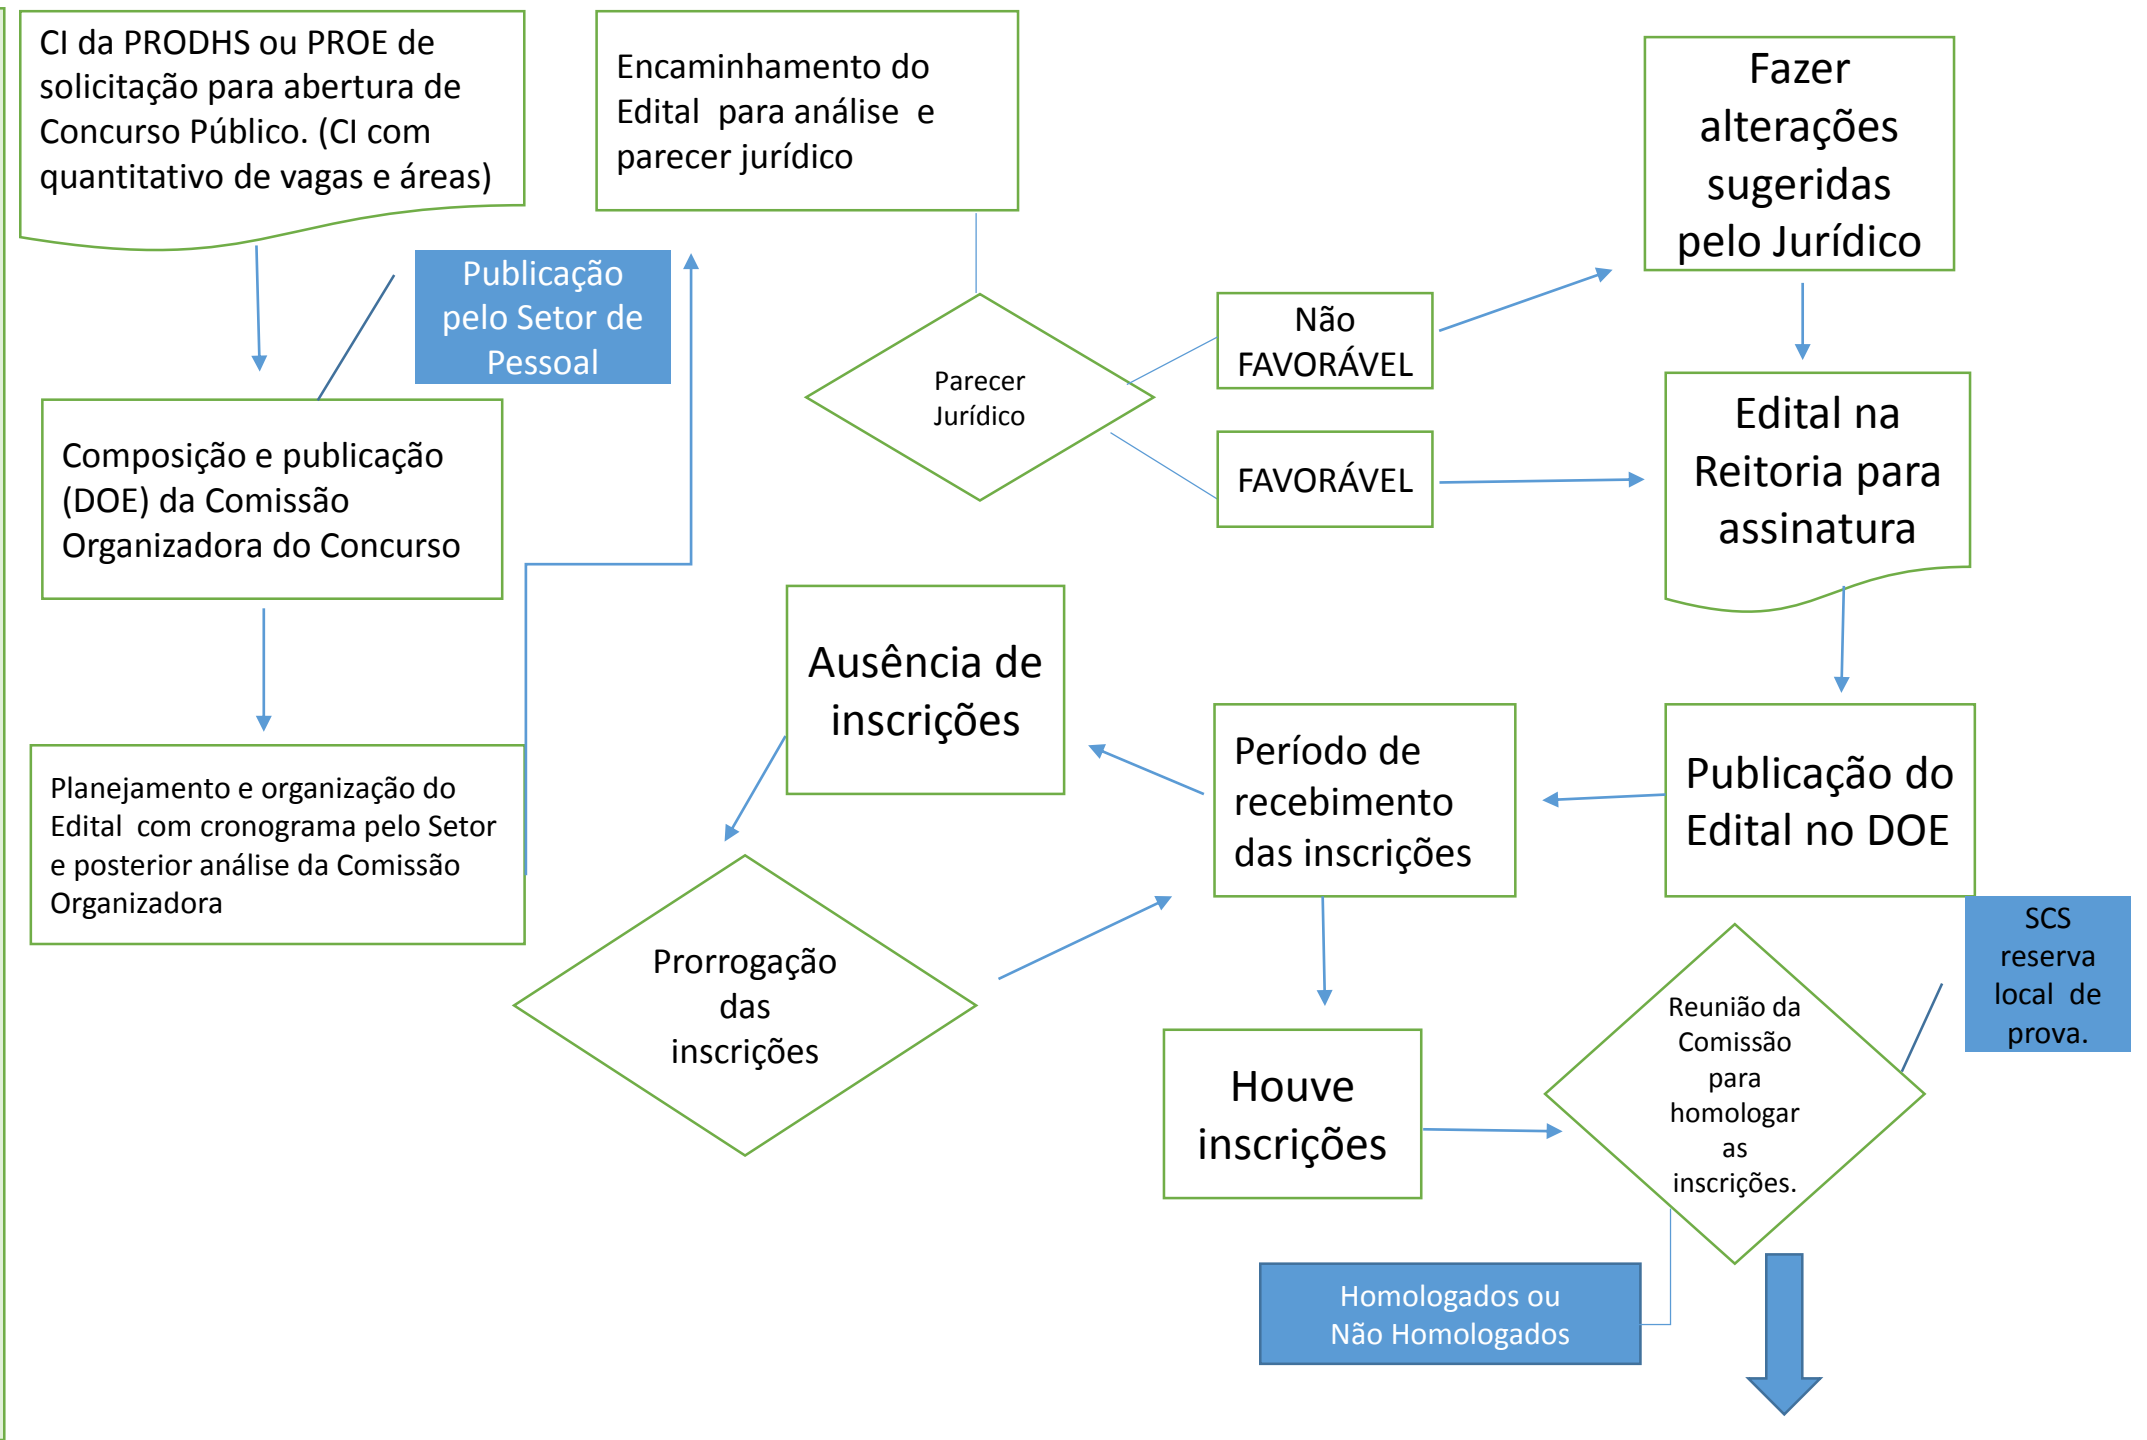 CI da PRODHS ou PROE de
solicitação para abertura de
Concurso Público. (CI com
quantitativo de vagas e áreas)
Encaminhamento do
Edital para análise e
parecer jurídico
Fazer
alterações
sugeridas
pelo Jurídico
Publicação
pelo Setor de
Pessoal
Não
FAVORÁVEL
Parecer
Jurídico
FAVORÁVEL
Edital na
Reitoria para
assinatura
Composição e publicação
(DOE) da Comissão
Organizadora do Concurso
Ausência de
inscrições
Período de
recebimento
das inscrições
Publicação do
Edital no DOE
Planejamento e organização do
Edital com cronograma pelo Setor
e posterior análise da Comissão
Organizadora
Prorrogação
das
inscrições
SCS
reserva
local de
prova.
Reunião da
Comissão
para
homologar
as
inscrições.
Houve
inscrições
Homologados ou
Não Homologados